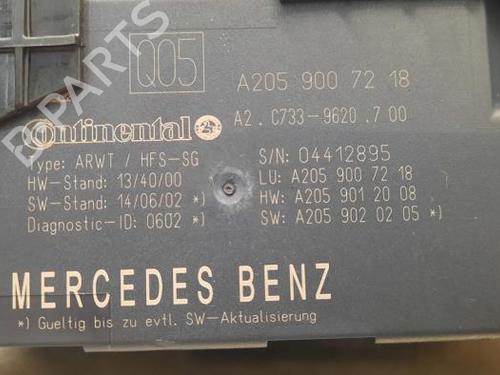 Q05
A205 900 72 18
A2.C733-9620.700
Continental
Type: ARWT / HFS-SG
S/N: 04412895
HW-Stand: 13/40/00
LU: A205 900 72 18
SW-Stand: 14/06/02 *)
HW: A205 901 20 08
Diagnostic-ID: 0602 *)
SW: A205 902 02 05 *)
MERCEDES BENZ
*) Gueltig bis zu evtl. SW-Aktualisierung
B-PARTS